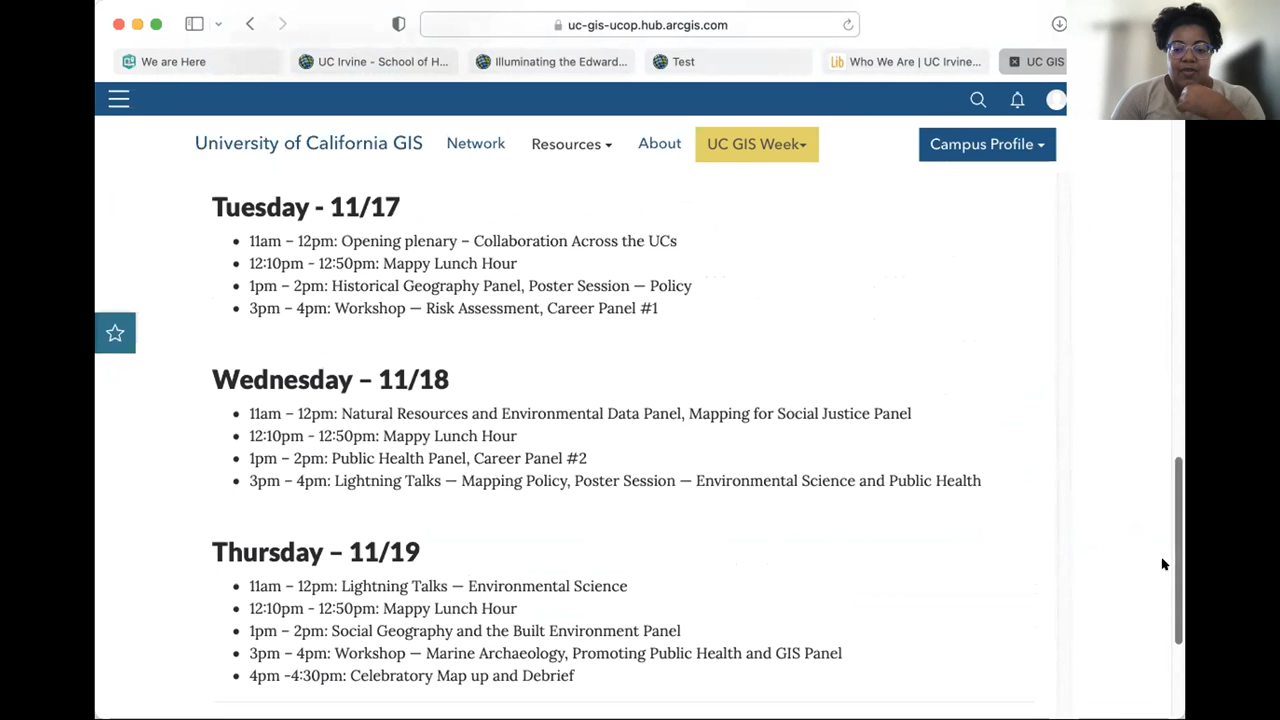 uc-gis-ucop.hub.arcgis.com
We are Here
UC Irvine - School of H...
Illuminating the Edward...
Test
Lib Who We Are | UC Irvine...
UC GIS
University of California GIS
Network
Resources
About
UC GIS Week
Campus Profile
Tuesday - 11/17
• 11am – 12pm: Opening plenary – Collaboration Across the UCs
• 12:10pm - 12:50pm: Mappy Lunch Hour
• 1pm – 2pm: Historical Geography Panel, Poster Session — Policy
• 3pm – 4pm: Workshop — Risk Assessment, Career Panel #1
Wednesday – 11/18
• 11am – 12pm: Natural Resources and Environmental Data Panel, Mapping for Social Justice Panel
• 12:10pm - 12:50pm: Mappy Lunch Hour
• 1pm – 2pm: Public Health Panel, Career Panel #2
• 3pm – 4pm: Lightning Talks — Mapping Policy, Poster Session — Environmental Science and Public Health
Thursday – 11/19
• 11am – 12pm: Lightning Talks — Environmental Science
• 12:10pm - 12:50pm: Mappy Lunch Hour
• 1pm – 2pm: Social Geography and the Built Environment Panel
• 3pm – 4pm: Workshop — Marine Archaeology, Promoting Public Health and GIS Panel
• 4pm -4:30pm: Celebratory Map up and Debrief